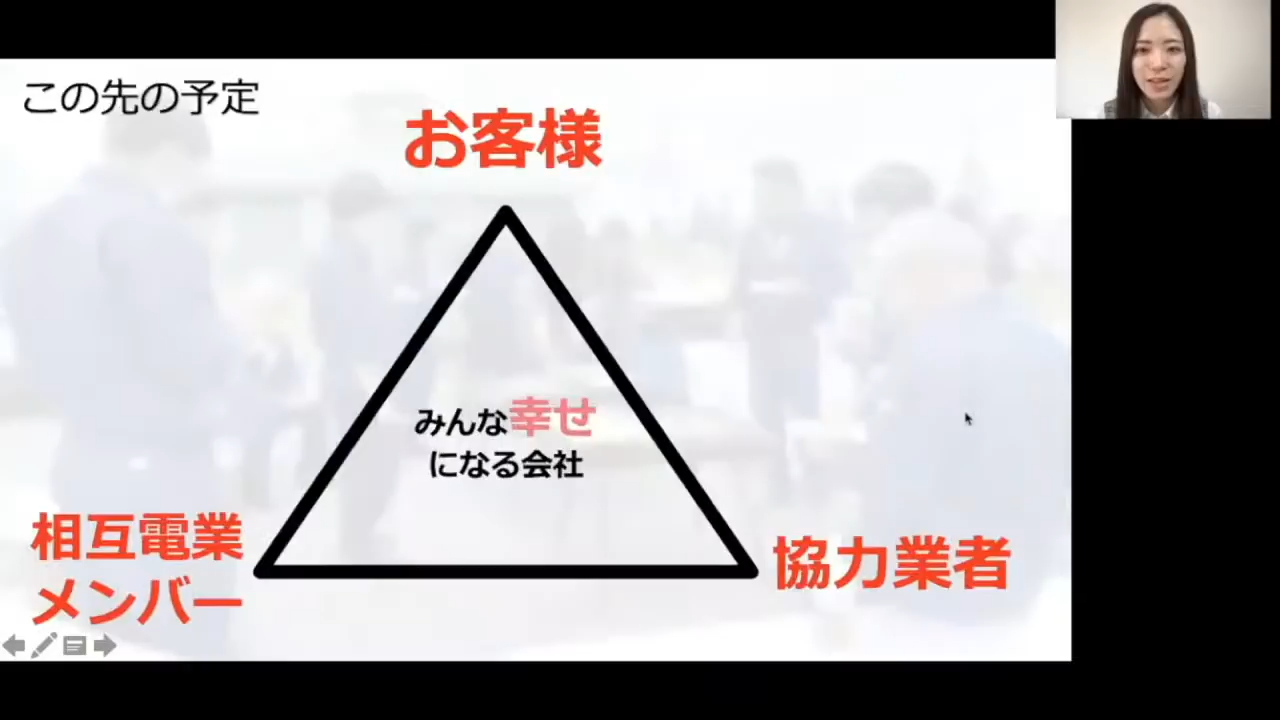 この先の予定
お客様
みんな幸せ
になる会社
相互電業
メンバー
協力業者